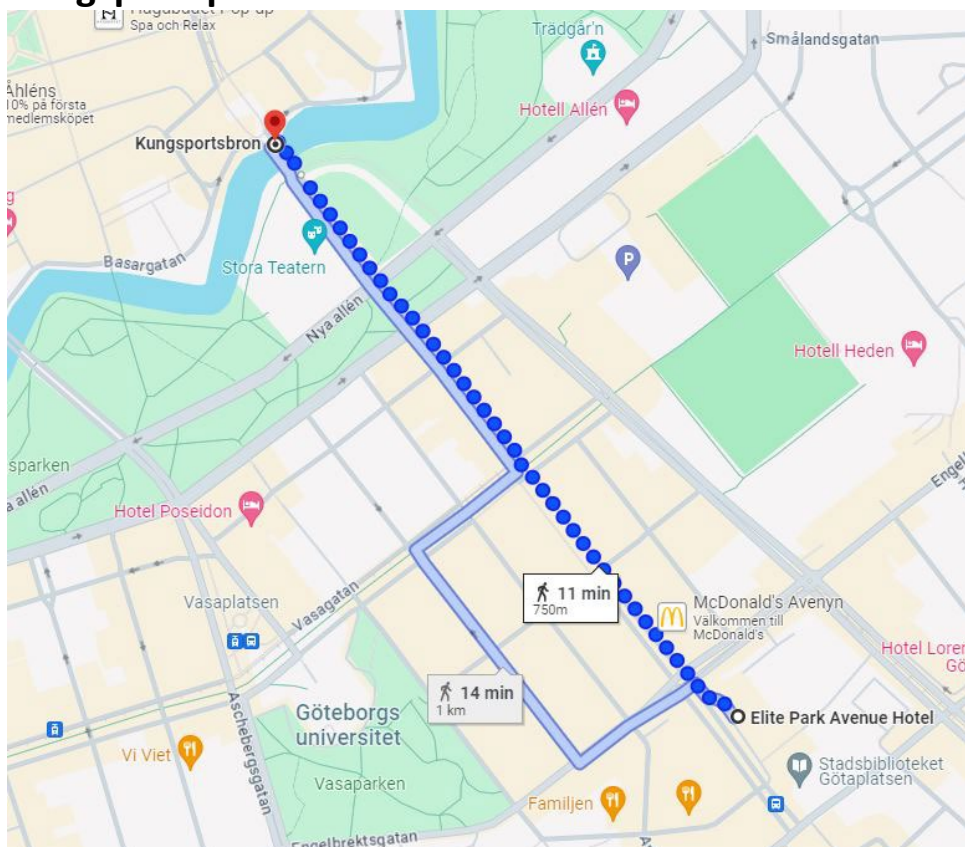 Spa och Relax
Trädgår'n
Smålandsgatan
Åhléns
10% på första
medlemsköpet
Hotell Allén
Kungsportsbron
Basargatan
Stora Teatern
P
Nya allén
Hotell Heden
sparken
a allén
Hotel Poseidon
Engel
11 min
750m
McDonald's Avenyn
Välkommen till
McDonald's
Vasaplatsen
Vasagatan
Hotel Loren
Gö
14 min
1 km
Göteborgs
universitet
Elite Park Avenue Hotel
Aschebergsgatan
Vi Viet
Vasaparken
Stadsbiblioteket
Götaplatsen
Familjen
Engelbrektsgatan